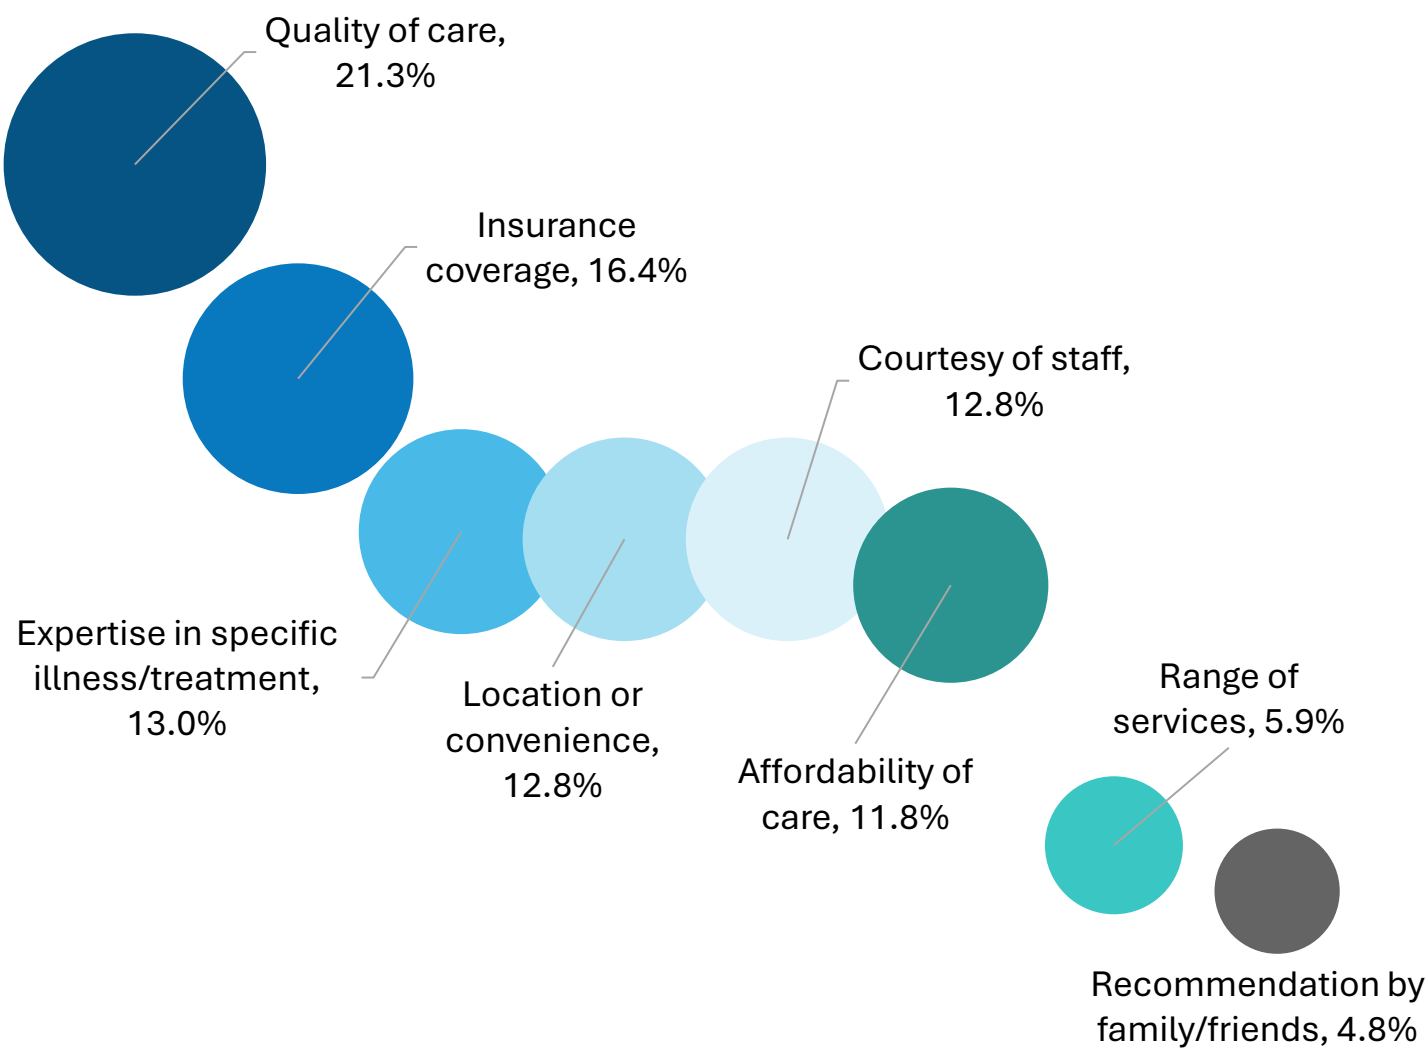 Quality of care,
21.3%
Insurance
coverage, 16.4%
Courtesy of staff,
12.8%
Expertise in specific
illness/treatment,
13.0%
Location or
convenience,
12.8%
Affordability of
care, 11.8%
Range of
services, 5.9%
Recommendation by
family/friends, 4.8%